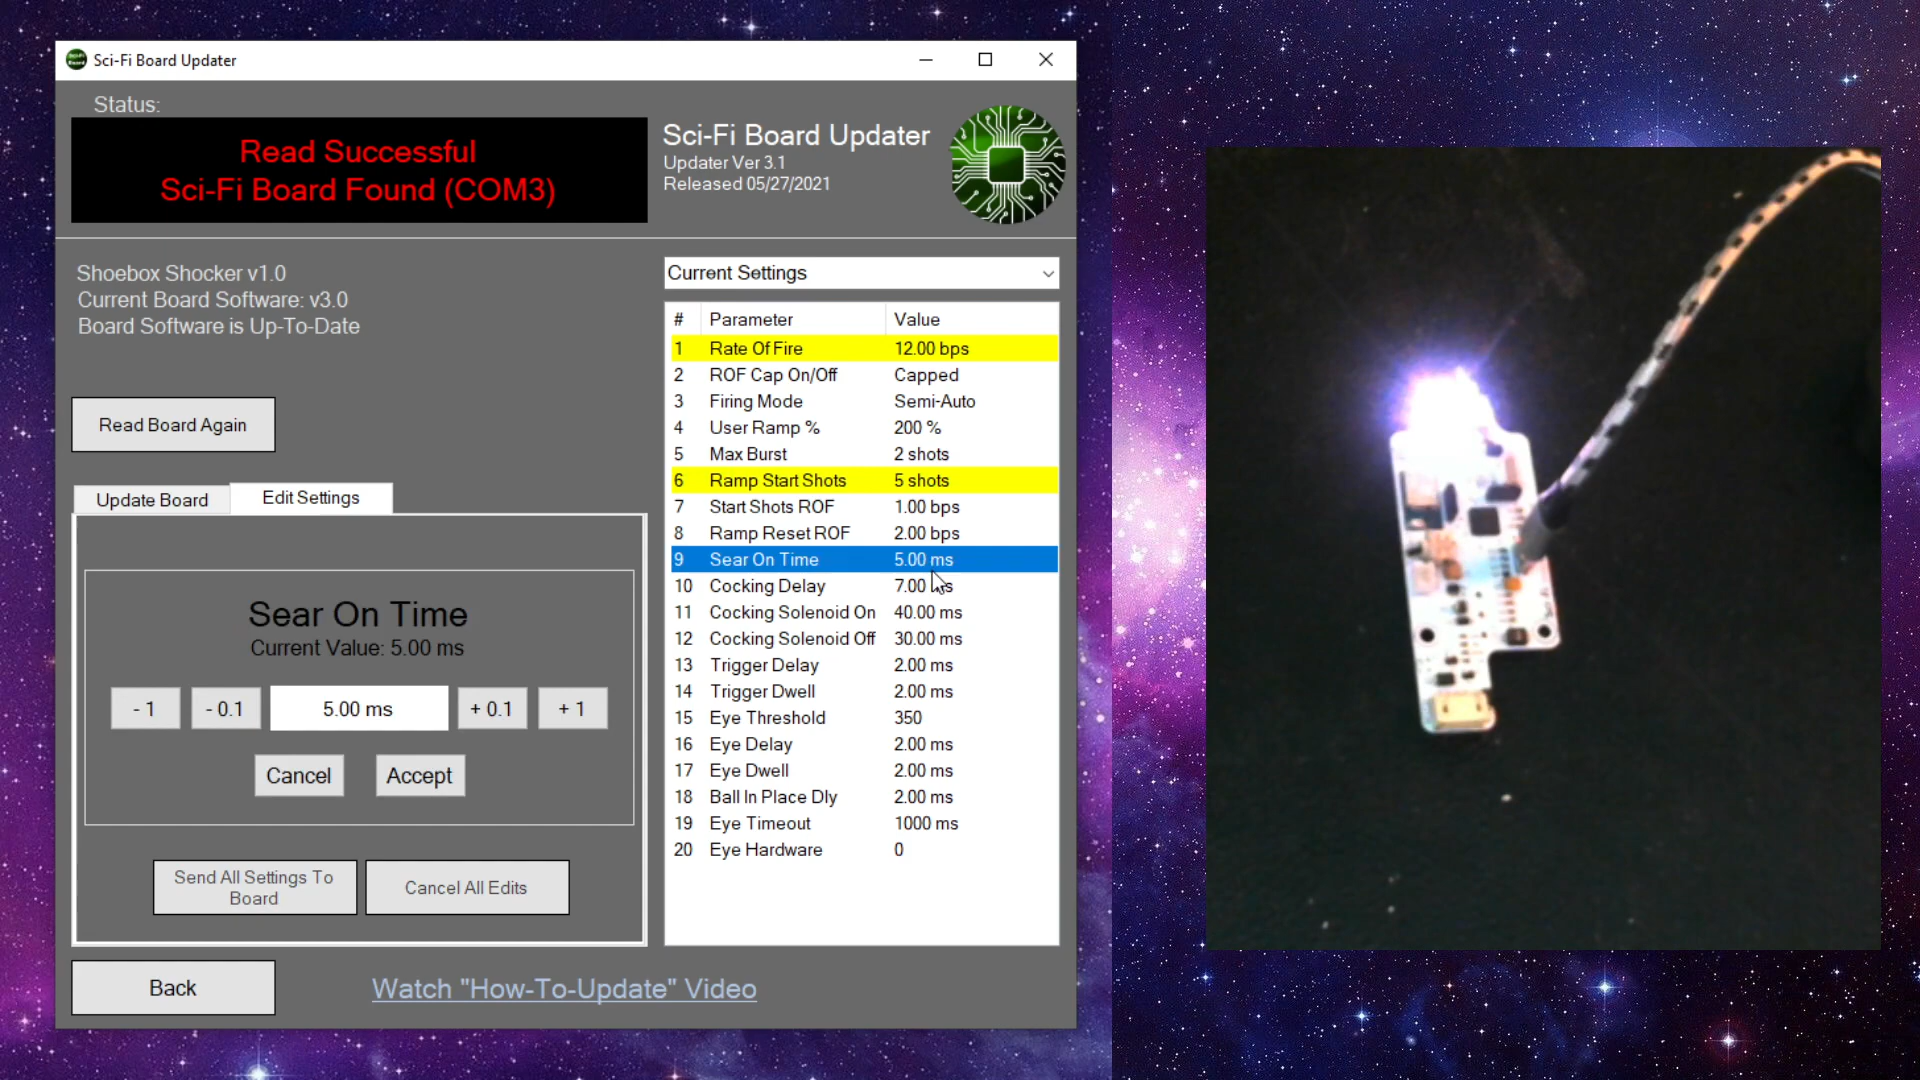 Sci-Fi Board Updater
Status:
Read Successful
Sci-Fi Board Found (COM3)
Sci-Fi Board Updater
Updater Ver 3.1
Released 05/27/2021
Shoebox Shocker v1.0
Current Board Software: v3.0
Board Software is Up-To-Date
Read Board Again
Update Board
Edit Settings
Sear On Time
Current Value: 5.00 ms
- 1
- 0.1
5.00 ms
+ 0.1
+ 1
Cancel
Accept
Send All Settings To
Board
Cancel All Edits
Back
Watch "How-To-Update" Video
Current Settings
# Parameter Value
1 Rate Of Fire 12.00 bps
2 ROF Cap On/Off Capped
3 Firing Mode Semi-Auto
4 User Ramp % 200 %
5 Max Burst 2 shots
6 Ramp Start Shots 5 shots
7 Start Shots ROF 1.00 bps
8 Ramp Reset ROF 2.00 bps
9 Sear On Time 5.00 ms
10 Cocking Delay 7.00 ms
11 Cocking Solenoid On 40.00 ms
12 Cocking Solenoid Off 30.00 ms
13 Trigger Delay 2.00 ms
14 Trigger Dwell 2.00 ms
15 Eye Threshold 350
16 Eye Delay 2.00 ms
17 Eye Dwell 2.00 ms
18 Ball In Place Dly 2.00 ms
19 Eye Timeout 1000 ms
20 Eye Hardware 0